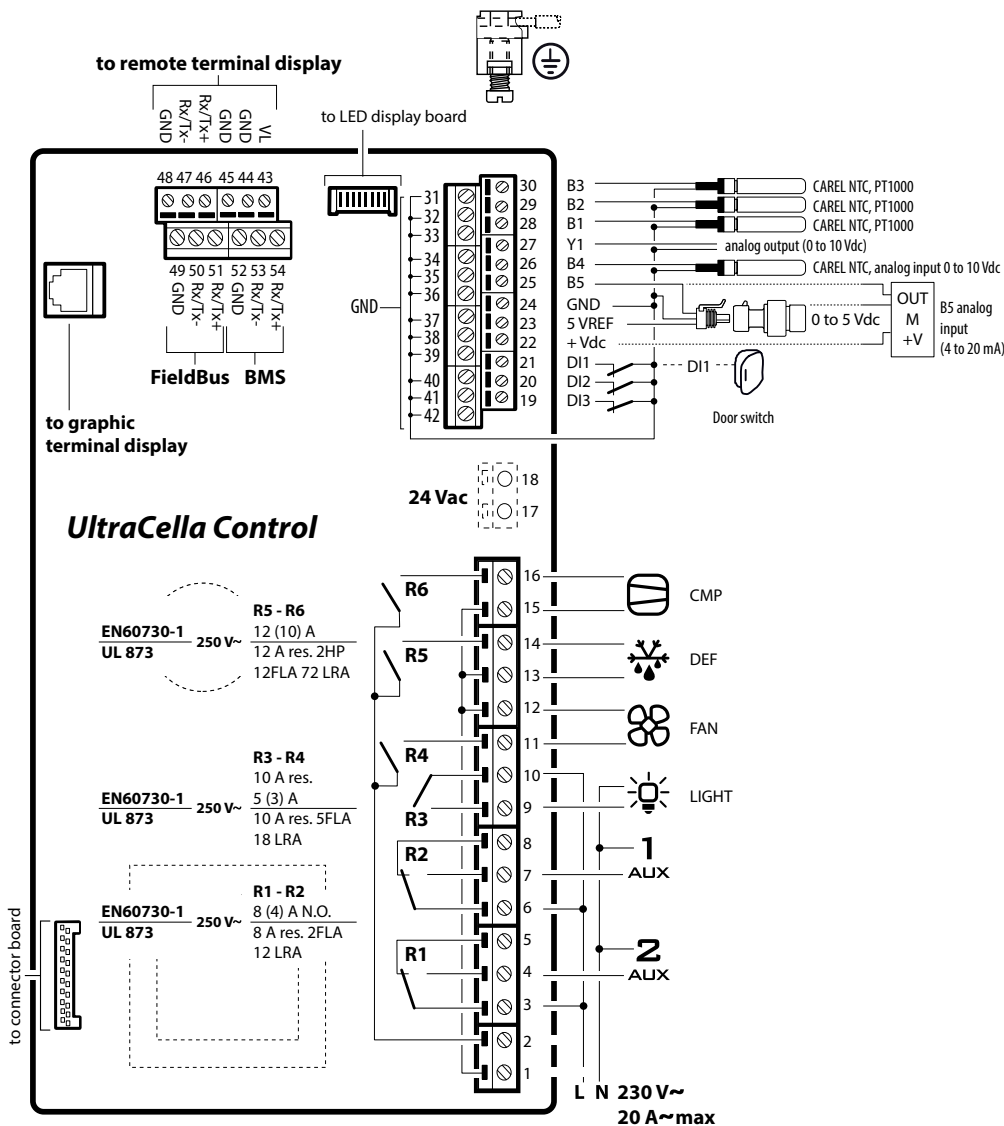 to remote terminal display
GND
Rx/Tx-
Rx/Tx+
GND
GND
VL
to LED display board
48 47 46 45 44 43
49 50 51 52 53 54
GND
Rx/Tx-
Rx/Tx+
GND
Rx/Tx-
Rx/Tx+
FieldBus BMS
to graphic
terminal display
GND
31
32
33
34
35
36
37
38
39
40
41
42
30 B3 CAREL NTC, PT1000
29 B2 CAREL NTC, PT1000
28 B1 CAREL NTC, PT1000
27 Y1 analog output (0 to 10 Vdc)
26 B4 CAREL NTC, analog input 0 to 10 Vdc
25 B5
24 GND
23 5 VREF 0 to 5 Vdc
22 + Vdc
21 DI1 DI1
20 DI2
19 DI3
OUT
M
+V
B5 analog
input
(4 to 20 mA)
Door switch
24 Vac
18
17
UltraCella Control
R5 - R6
EN60730-1
UL 873
250 V~
12 (10) A
12 A res. 2HP
12FLA 72 LRA
R3 - R4
10 A res.
EN60730-1
UL 873
250 V~
5 (3) A
10 A res. 5FLA
18 LRA
R1 - R2
EN60730-1
UL 873
250 V~
8 (4) A N.O.
8 A res. 2FLA
12 LRA
to connector board
R6
R5
R4
R3
R2
R1
16
15
14
13
12
11
10
9
8
7
6
5
4
3
2
1
CMP
DEF
FAN
LIGHT
1
AUX
2
AUX
L N 230 V~
20 A~max